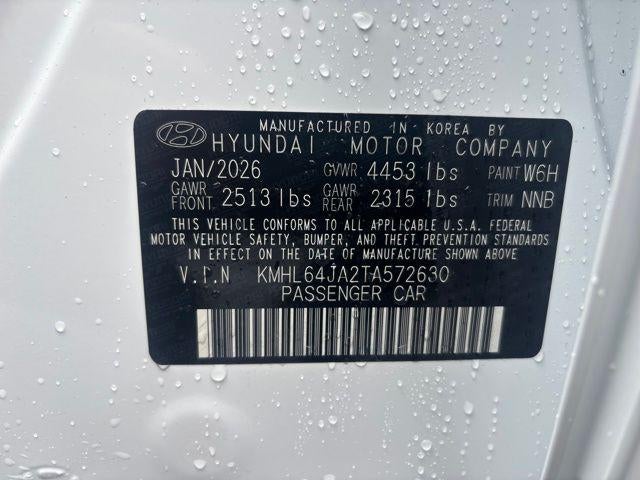 MANUFACTURED IN KOREA BY
HYUNDAI MOTOR COMPANY
JAN/2026 GVWR 4453 lbs PAINT W6H
GAWR FRONT 2513 lbs GAWR REAR 2315 lbs TRIM NNB
THIS VEHICLE CONFORMS TO ALL APPLICABLE U.S.A. FEDERAL
MOTOR VEHICLE SAFETY, BUMPER, AND THEFT PREVENTION STANDARDS
IN EFFECT ON THE DATE OF MANUFACTURE SHOWN ABOVE
V.I.N KMHL64JA2TA572630
PASSENGER CAR